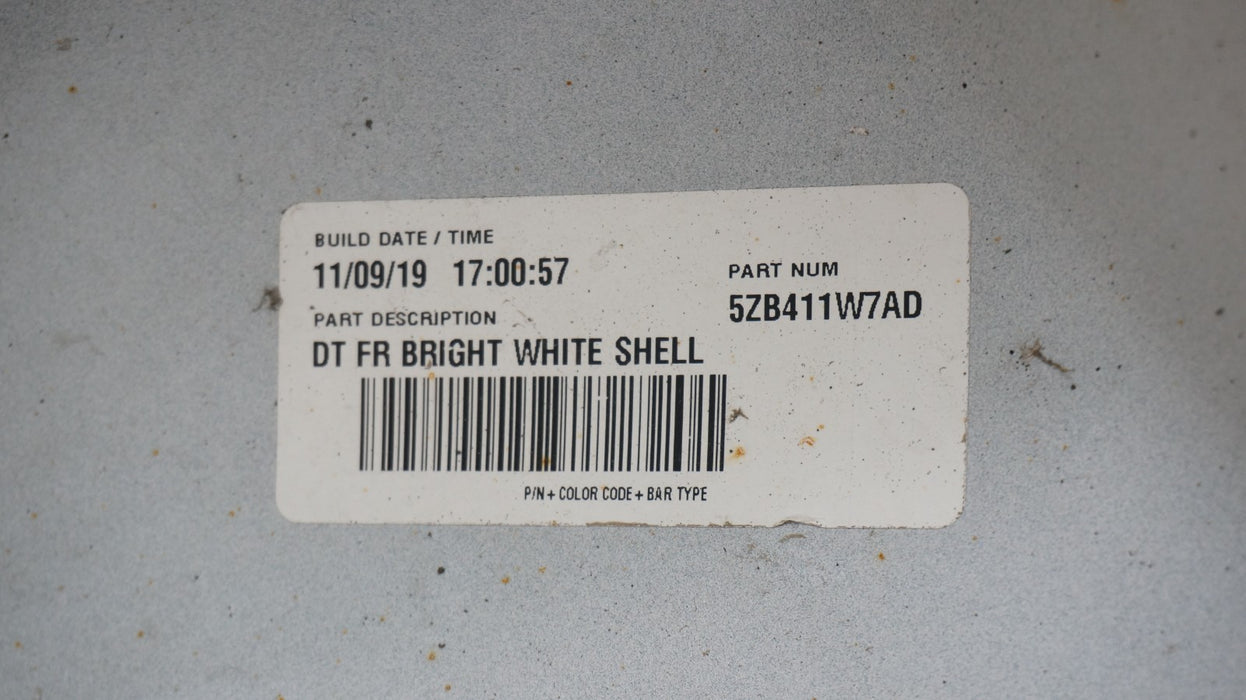 BUILD DATE / TIME
11/09/19 17:00:57
PART NUM
5ZB411W7AD
PART DESCRIPTION
DT FR BRIGHT WHITE SHELL
P/N + COLOR CODE + BAR TYPE